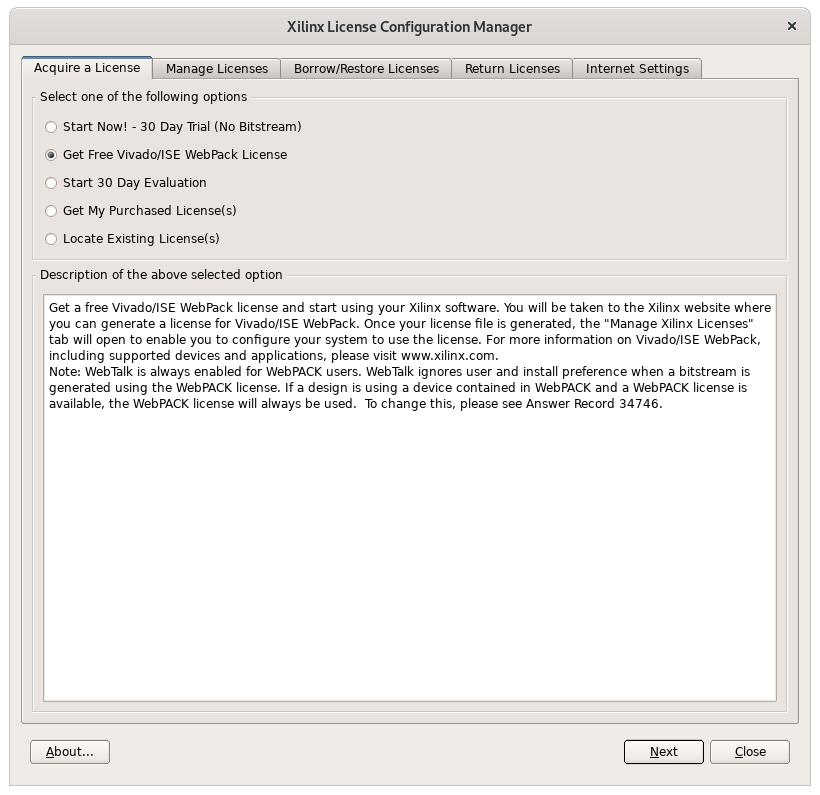 Xilinx License Configuration Manager
Acquire a License Manage Licenses Borrow/Restore Licenses Return Licenses Internet Settings
Select one of the following options
Start Now! - 30 Day Trial (No Bitstream)
Get Free Vivado/ISE WebPack License
Start 30 Day Evaluation
Get My Purchased License(s)
Locate Existing License(s)
Description of the above selected option
Get a free Vivado/ISE WebPack license and start using your Xilinx software. You will be taken to the Xilinx website where
you can generate a license for Vivado/ISE WebPack. Once your license file is generated, the "Manage Xilinx Licenses"
tab will open to enable you to configure your system to use the license. For more information on Vivado/ISE WebPack,
including supported devices and applications, please visit www.xilinx.com.
Note: WebTalk is always enabled for WebPACK users. WebTalk ignores user and install preference when a bitstream is
generated using the WebPACK license. If a design is using a device contained in WebPACK and a WebPACK license is
available, the WebPACK license will always be used.  To change this, please see Answer Record 34746.
About... Next Close